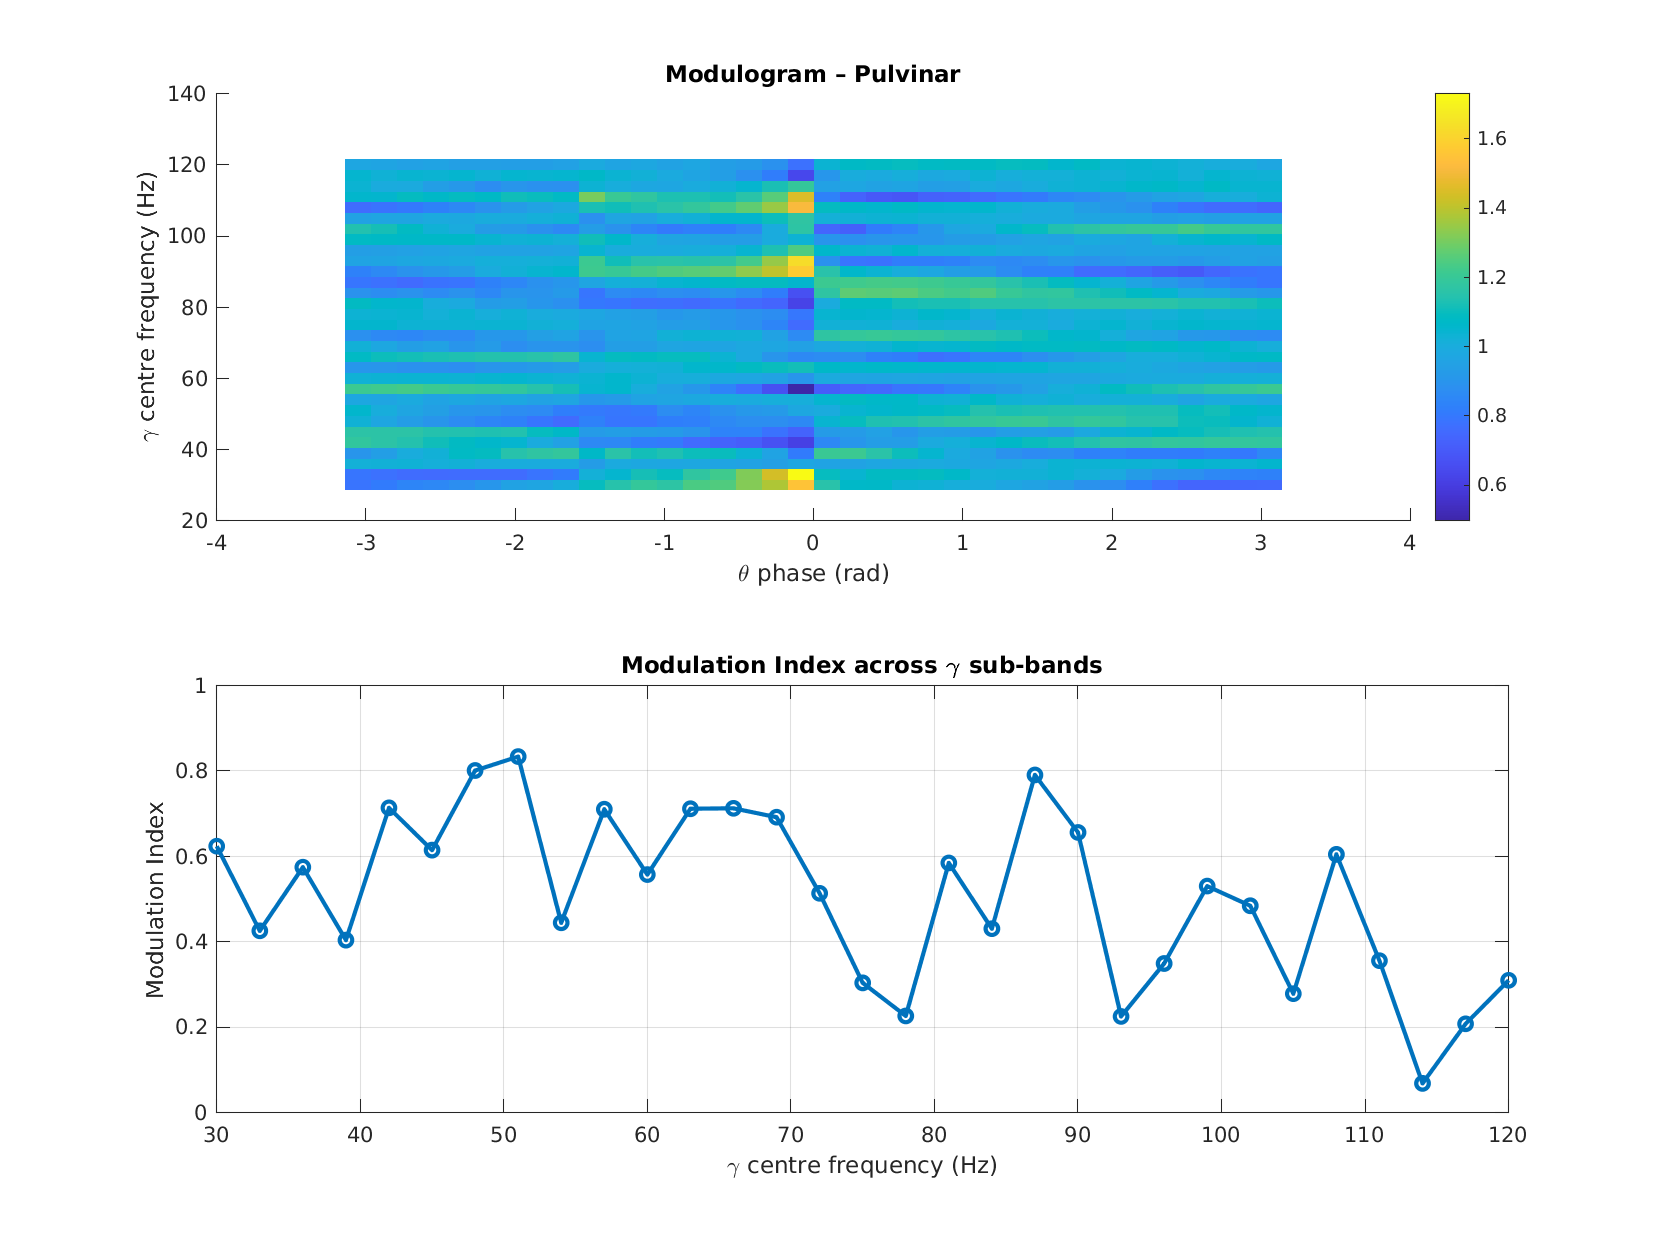 Modulogram – Pulvinar
γ centre frequency (Hz)
140
120
100
80
60
40
20
-4 -3 -2 -1 0 1 2 3 4
θ phase (rad)
1.6
1.4
1.2
1
0.8
0.6
Modulation Index across γ sub-bands
Modulation Index
1
0.8
0.6
0.4
0.2
0
30 40 50 60 70 80 90 100 110 120
γ centre frequency (Hz)